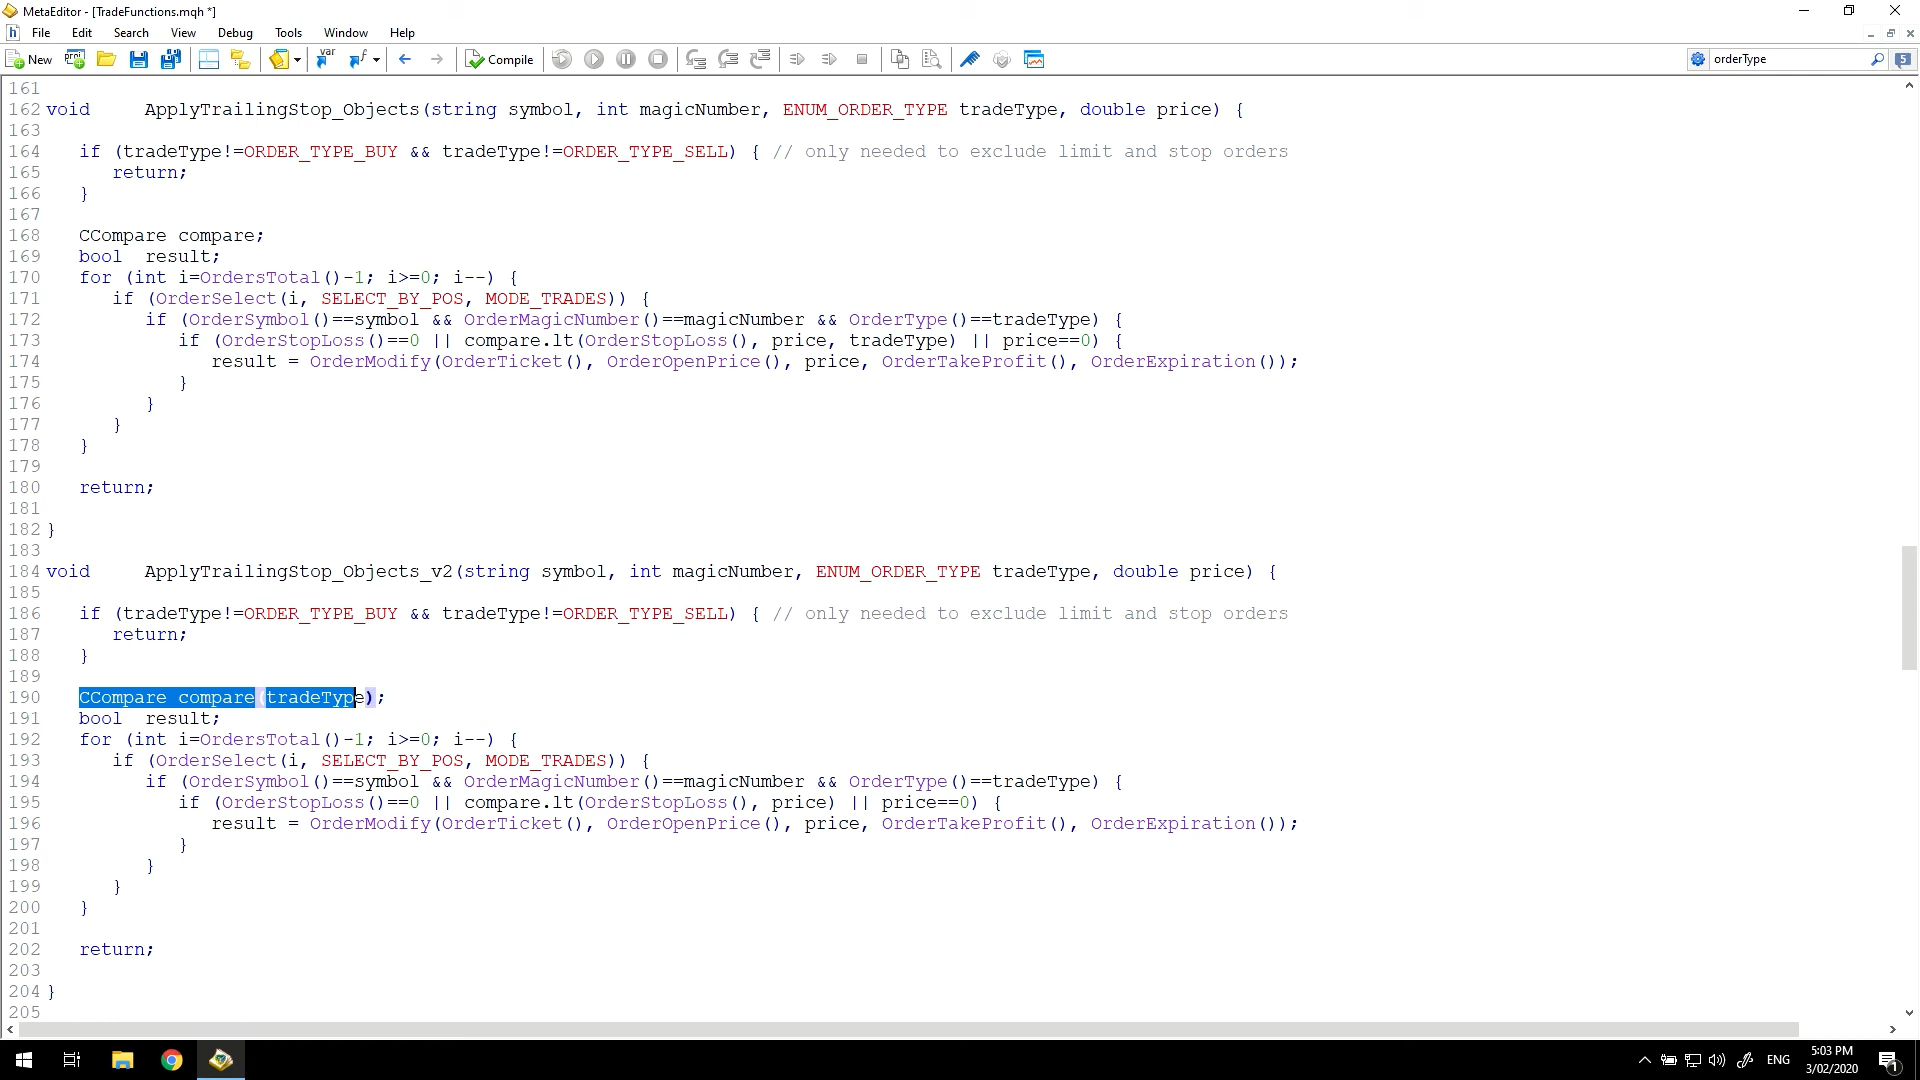 MetaEditor - [TradeFunctions.mqh *]
File Edit Search View Debug Tools Window Help
New Compile orderType 5
161
162 void ApplyTrailingStop_Objects(string symbol, int magicNumber, ENUM_ORDER_TYPE tradeType, double price) {
163
164 if (tradeType!=ORDER_TYPE_BUY && tradeType!=ORDER_TYPE_SELL) { // only needed to exclude limit and stop orders
165 return;
166 }
167
168 CCompare compare;
169 bool result;
170 for (int i=OrdersTotal()-1; i>=0; i--) {
171 if (OrderSelect(i, SELECT_BY_POS, MODE_TRADES)) {
172 if (OrderSymbol()==symbol && OrderMagicNumber()==magicNumber && OrderType()==tradeType) {
173 if (OrderStopLoss()==0 || compare.lt(OrderStopLoss(), price, tradeType) || price==0) {
174 result = OrderModify(OrderTicket(), OrderOpenPrice(), price, OrderTakeProfit(), OrderExpiration());
175 }
176 }
177 }
178 }
179
180 return;
181
182 }
183
184 void ApplyTrailingStop_Objects_v2(string symbol, int magicNumber, ENUM_ORDER_TYPE tradeType, double price) {
185
186 if (tradeType!=ORDER_TYPE_BUY && tradeType!=ORDER_TYPE_SELL) { // only needed to exclude limit and stop orders
187 return;
188 }
189
190 CCompare compare(tradeType);
191 bool result;
192 for (int i=OrdersTotal()-1; i>=0; i--) {
193 if (OrderSelect(i, SELECT_BY_POS, MODE_TRADES)) {
194 if (OrderSymbol()==symbol && OrderMagicNumber()==magicNumber && OrderType()==tradeType) {
195 if (OrderStopLoss()==0 || compare.lt(OrderStopLoss(), price) || price==0) {
196 result = OrderModify(OrderTicket(), OrderOpenPrice(), price, OrderTakeProfit(), OrderExpiration());
197 }
198 }
199 }
200 }
201
202 return;
203
204 }
205
ENG 5:03 PM
3/02/2020
1